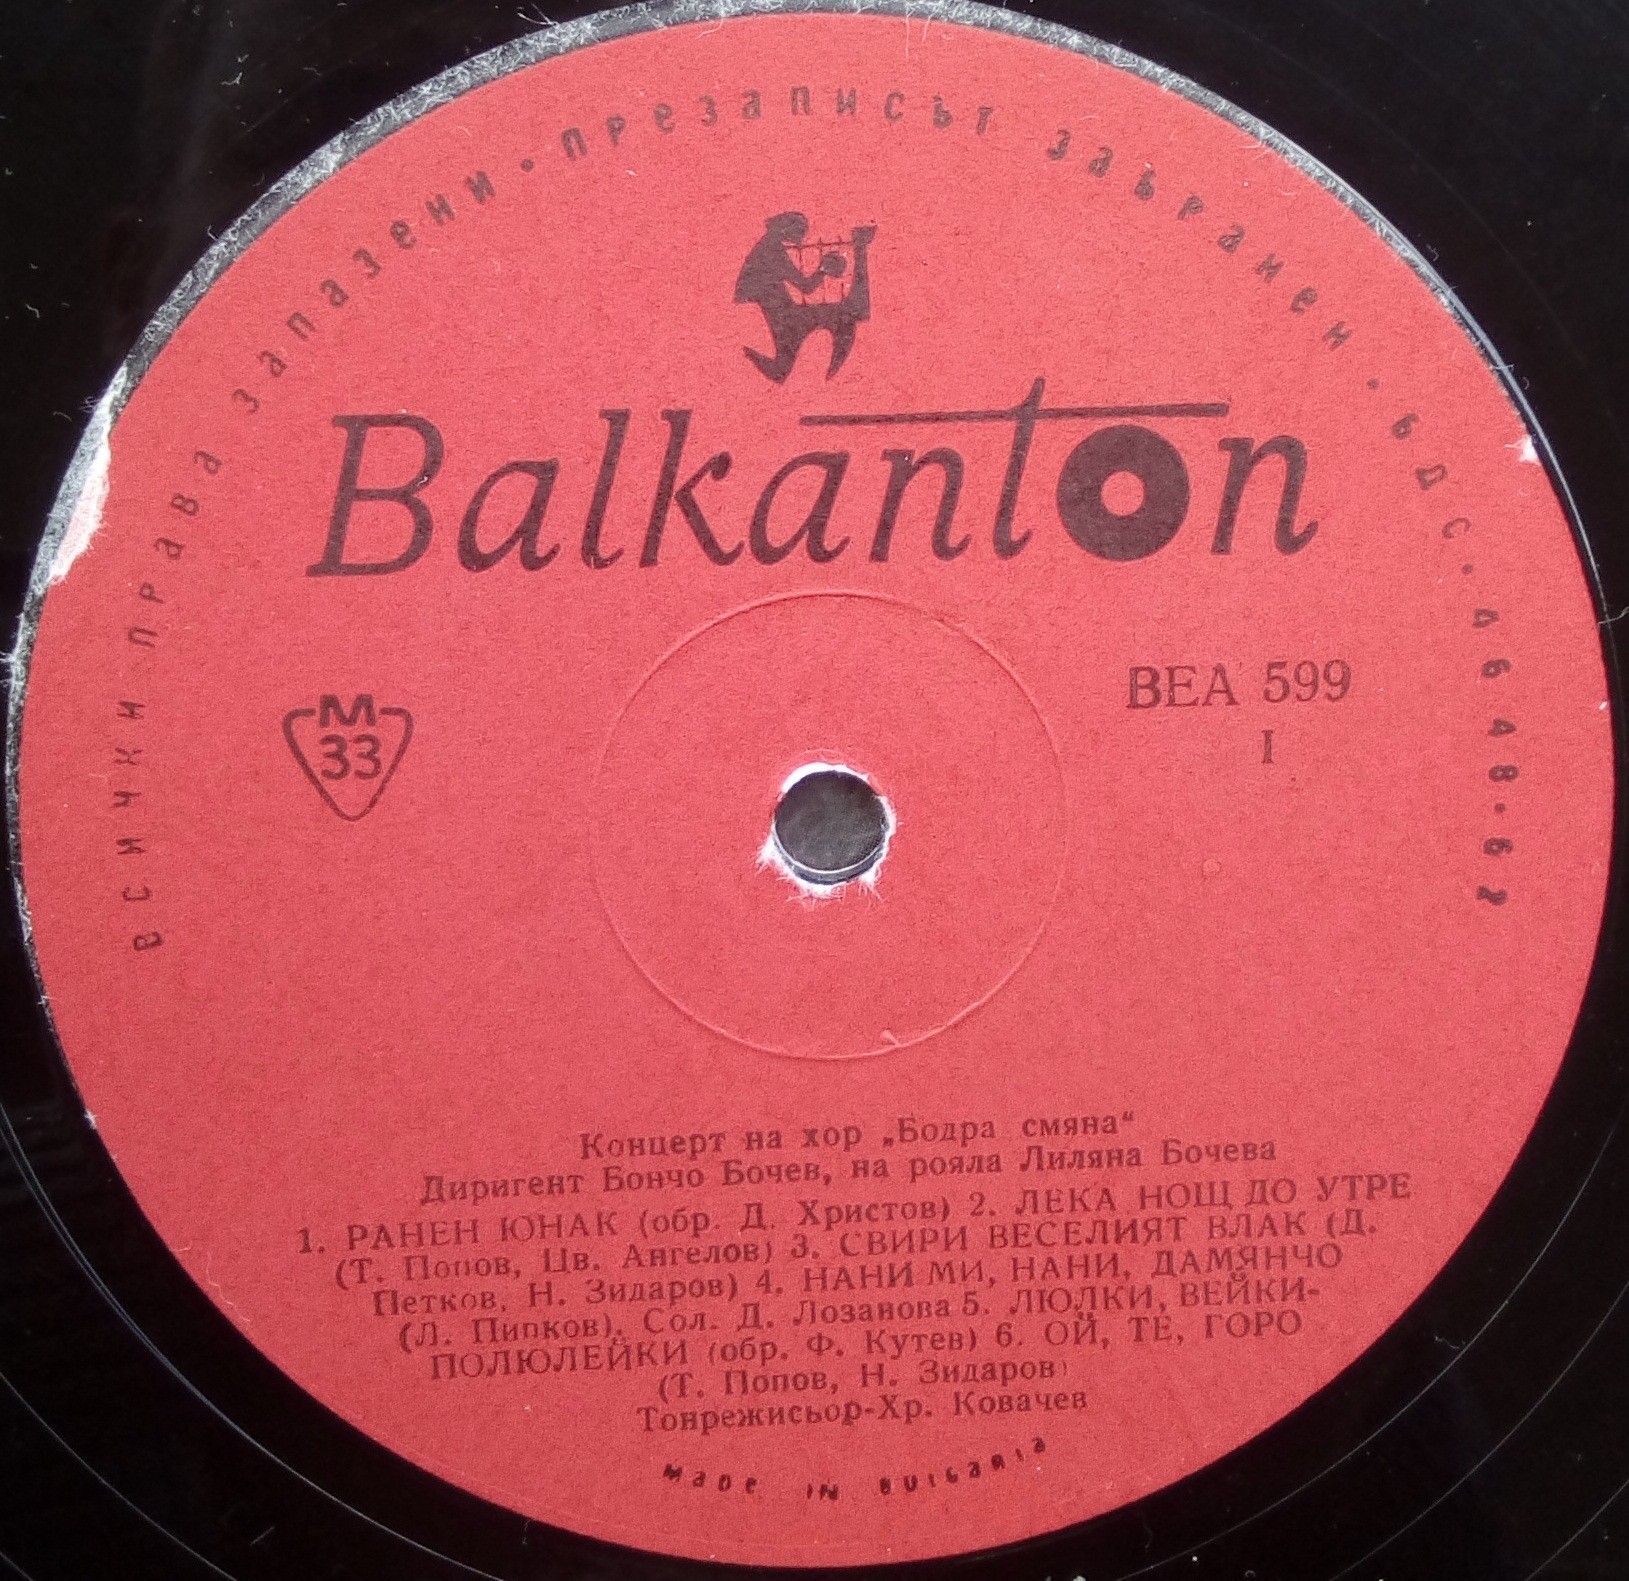 всички права запазени • презаписът забранен • бдс • 4648 • 62
Balkanton
М
33
ВЕА 599
I
Концерт на хор „Бодра смяна“
Диригент Бончо Бочев, на рояла Лиляна Бочева
1. РАНЕН ЮНАК (обр. Д. Христов) 2. ЛЕКА НОЩ ДО УТРЕ
(Т. Попов, Цв. Ангелов) 3. СВИРИ ВЕСЕЛИЯТ ВЛАК (Д.
Петков, Н. Зидаров) 4. НАНИ МИ, НАНИ, ДАМЯНЧО
(Л. Пипков), Сол. Д. Лозанова 5. ЛЮЛКИ, ВЕЙКИ-
ПОЛЮЛЕЙКИ (обр. Ф. Кутев) 6. ОЙ, ТЕ, ГОРО
(Т. Попов, Н. Зидаров)
Тонрежисьор-Хр. Ковачев
made in bulgaria